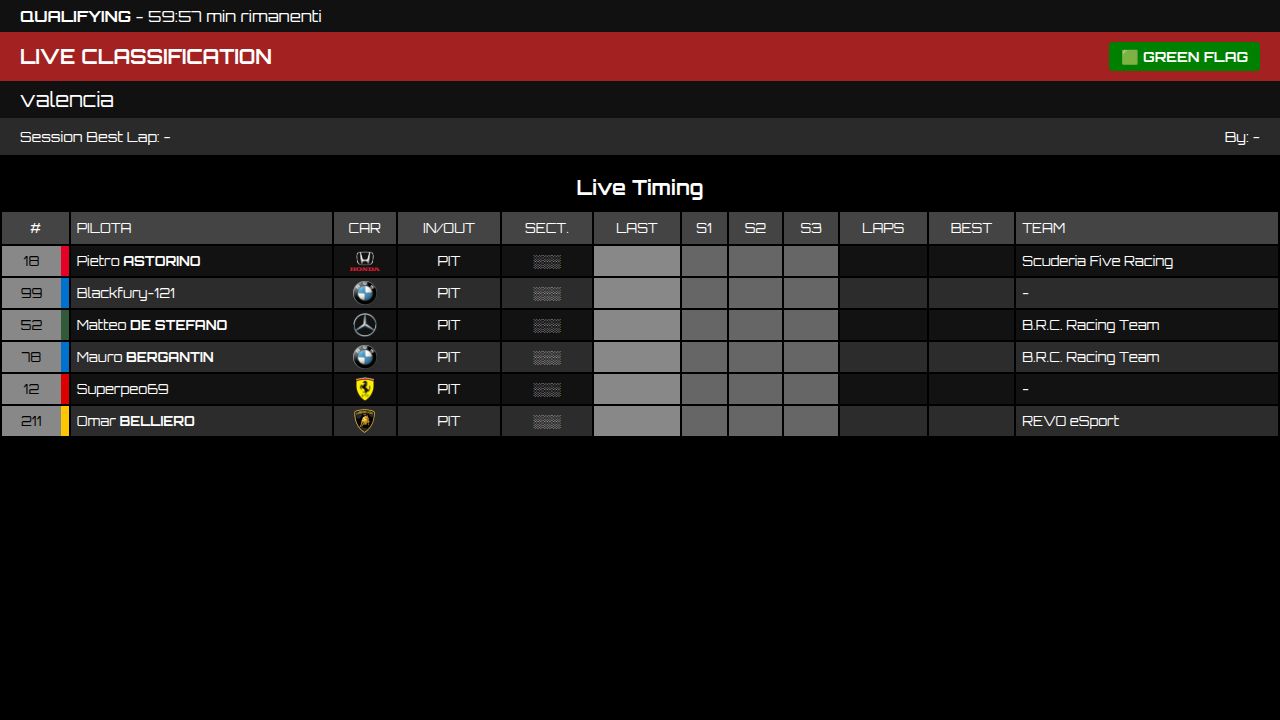 QUALIFYING - 59:57 min rimanenti
LIVE CLASSIFICATION
GREEN FLAG
valencia
Session Best Lap: -
By: -
Live Timing
# PILOTA CAR IN/OUT SECT. LAST S1 S2 S3 LAPS BEST TEAM
18 Pietro ASTORINO HONDA PIT ░░░ Scuderia Five Racing
99 Blackfury-121 PIT ░░░ -
52 Matteo DE STEFANO PIT ░░░ B.R.C. Racing Team
78 Mauro BERGANTIN PIT ░░░ B.R.C. Racing Team
12 Superpeo69 PIT ░░░ -
211 Omar BELLIERO PIT ░░░ REVO eSport